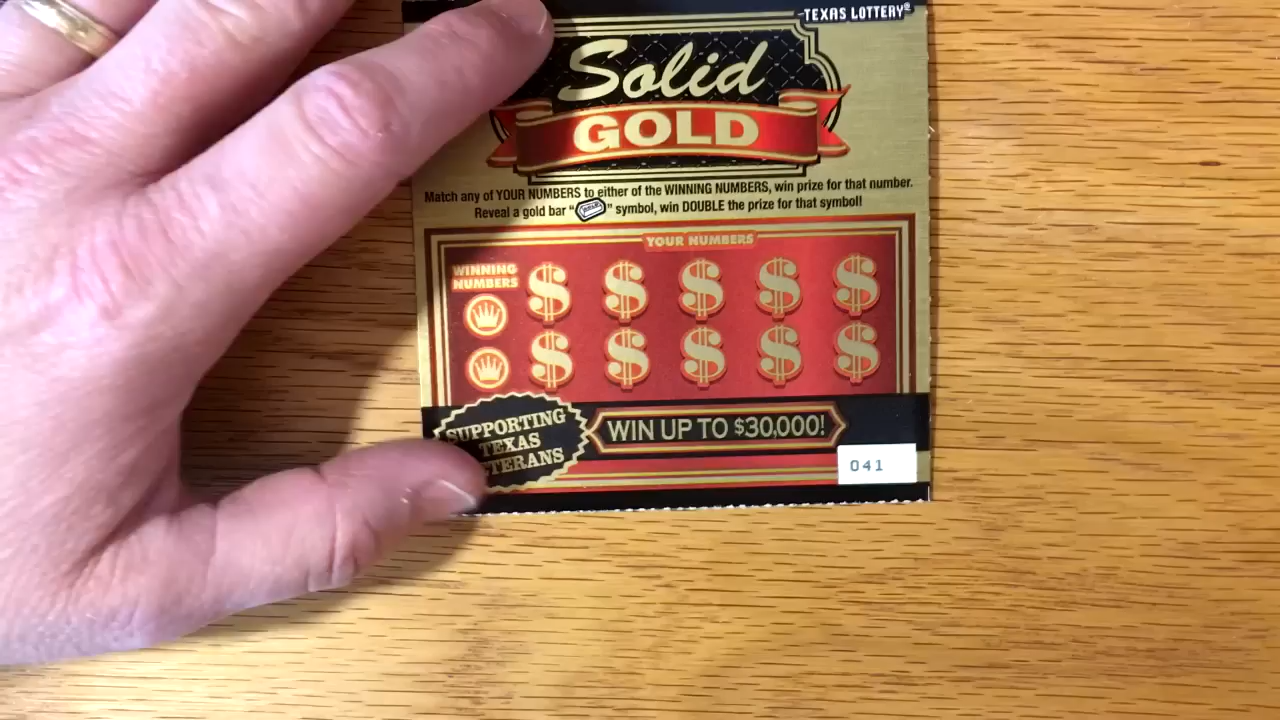 TEXAS LOTTERY®
Solid
GOLD
Match any of YOUR NUMBERS to either of the WINNING NUMBERS, win prize for that number.
Reveal a gold bar " " symbol, win DOUBLE the prize for that symbol!
YOUR NUMBERS
WINNING
NUMBERS
$ $ $ $ $
$ $ $ $ $
SUPPORTING
TEXAS
TERANS
WIN UP TO $30,000!
041